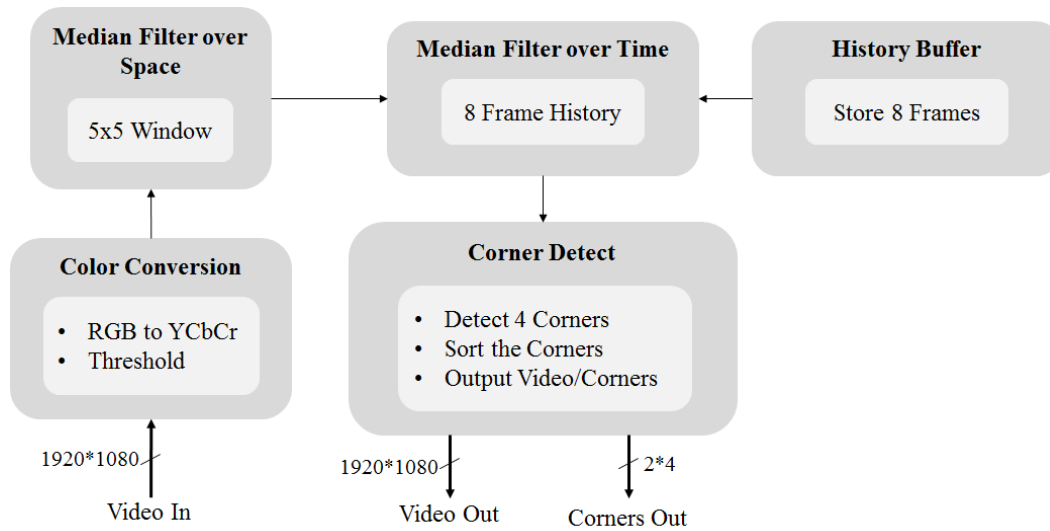 Median Filter over
Space
5x5 Window
Median Filter over Time
8 Frame History
History Buffer
Store 8 Frames
Color Conversion
• RGB to YCbCr
• Threshold
Corner Detect
• Detect 4 Corners
• Sort the Corners
• Output Video/Corners
1920*1080
Video In
1920*1080
Video Out
2*4
Corners Out